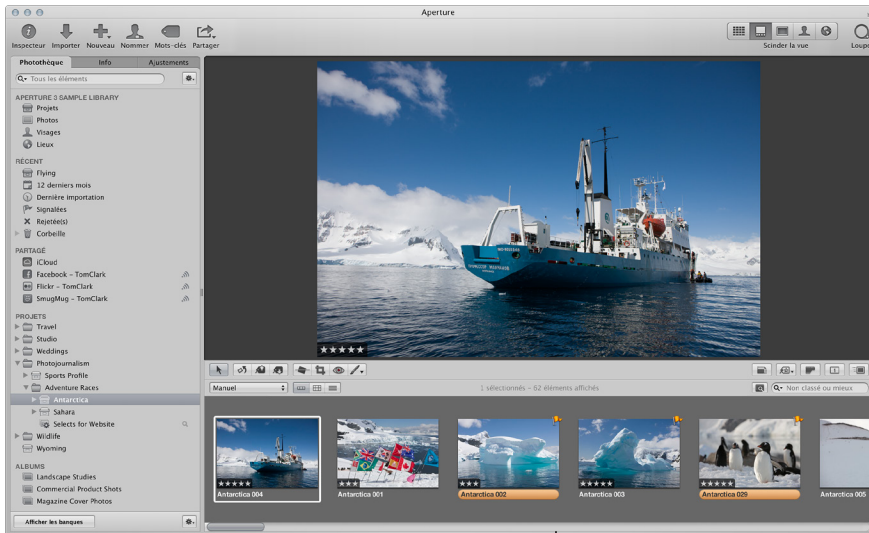 Aperture
Inspecteur Importer Nouveau Nommer Mots-clés Partager
Scinder la vue
Loupe
Photothèque Info Ajustements
Tous les éléments
APERTURE 3 SAMPLE LIBRARY
Projets
Photos
Visages
Lieux
RÉCENT
Flying
12 derniers mois
Dernière importation
Signalées
Rejetée(s)
Corbeille
PARTAGÉ
iCloud
Facebook – TomClark
Flickr – TomClark
SmugMug – TomClark
PROJETS
Travel
Studio
Weddings
Photojournalism
Sports Profile
Adventure Races
Antarctica
Sahara
Selects for Website
Wildlife
Wyoming
ALBUMS
Landscape Studies
Commercial Product Shots
Magazine Cover Photos
Afficher les banques
Manuel
1 sélectionnés – 52 éléments affichés
Non classé ou mieux
Antarctica 004
Antarctica 001
Antarctica 002
Antarctica 003
Antarctica 029
Antarctica 005